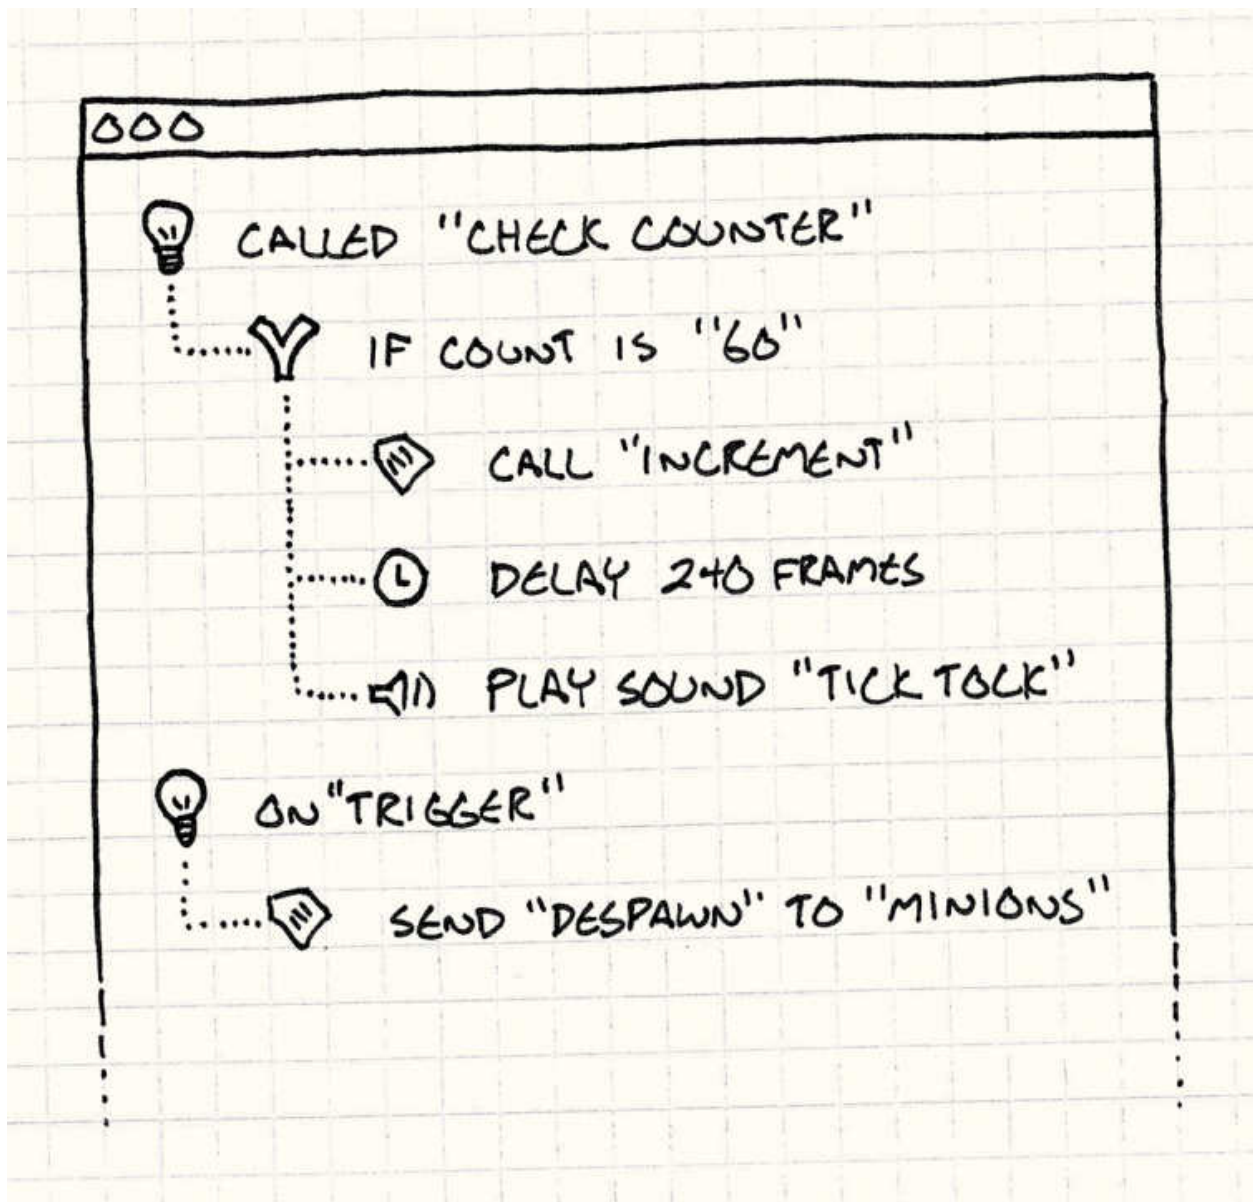 CALLED "CHECK COUNTER"
IF COUNT IS "60"
CALL "INCREMENT"
DELAY 240 FRAMES
PLAY SOUND "TICK TOCK"
ON "TRIGGER"
SEND "DESPAWN" TO "MINIONS"